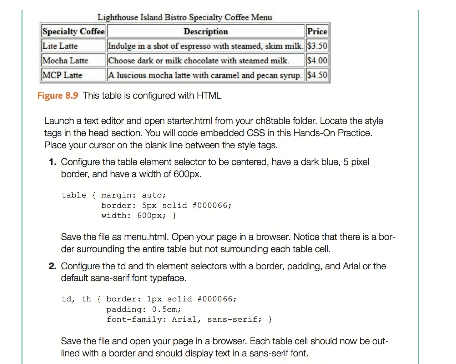 Lighthouse Island Bistro Specialty Coffee Menu
Specialty Coffee Description Price
Lite Latte Indulge in a shot of espresso with steamed, skim milk. $3.50
Mocha Latte Choose dark or milk chocolate with steamed milk. $4.00
MCP Latte A luscious mocha latte with caramel and pecan syrup. $4.50
Figure 8.9 This table is configured with HTML
Launch a text editor and open starter.html from your ch8table folder. Locate the style
tags in the head section. You will code embedded CSS in this Hands-On Practice.
Place your cursor on the blank line between the style tags.
1. Configure the table element selector to be centered, have a dark blue, 5 pixel
border, and have a width of 600px.
table { margin: auto;
border: 5px solid #000066;
width: 600px; }
Save the file as menu.html. Open your page in a browser. Notice that there is a bor-
der surrounding the entire table but not surrounding each table cell.
2. Configure the td and th element selectors with a border, padding, and Arial or the
default sans-serif font typeface.
td, th { border: 1px solid #000066;
padding: 0.5em;
font-family: Arial, sans-serif; }
Save the file and open your page in a browser. Each table cell should now be out-
lined with a border and should display text in a sans-serif font.